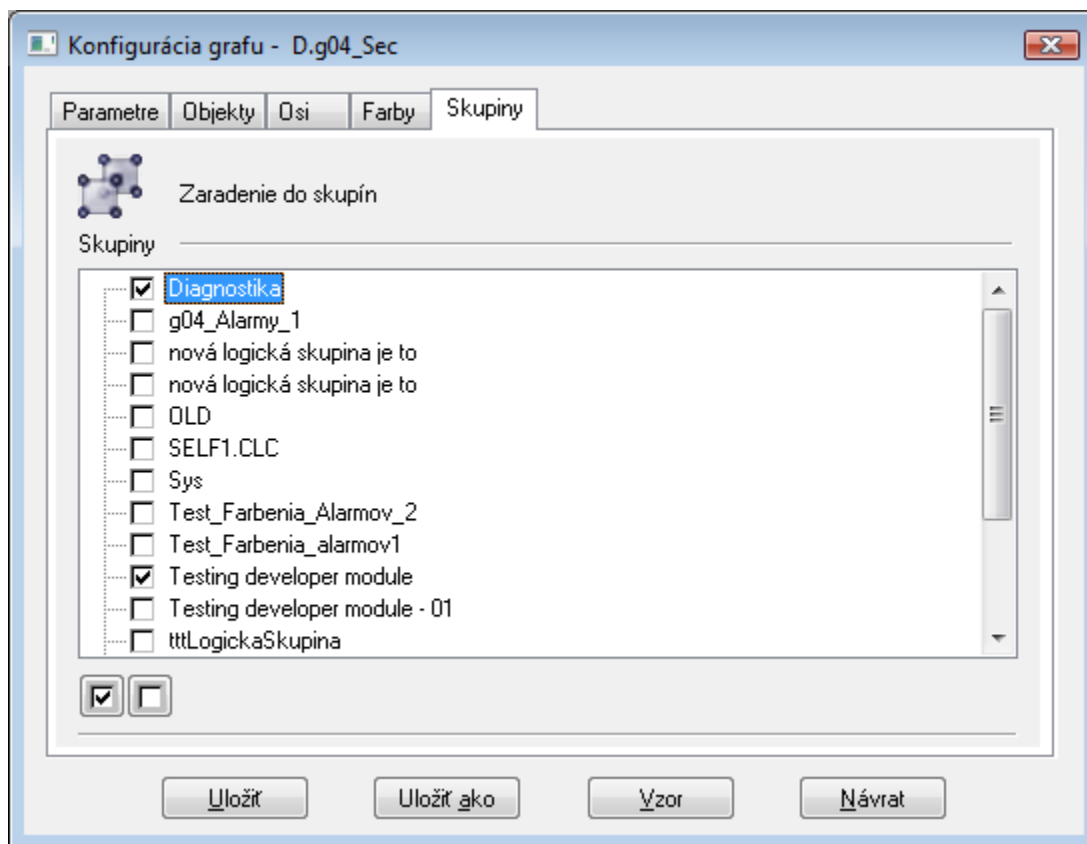 Konfigurácia grafu - D.g04_Sec
Parametre Objekty Osi Farby Skupiny
Zaradenie do skupín
Skupiny
Diagnostika
g04_Alarmy_1
nová logická skupina je to
nová logická skupina je to
OLD
SELF1.CLC
Sys
Test_Farbenia_Alarmov_2
Test_Farbenia_alarmov1
Testing developer module
Testing developer module - 01
tttLogickaSkupina
Uložiť Uložiť ako Vzor Návrat